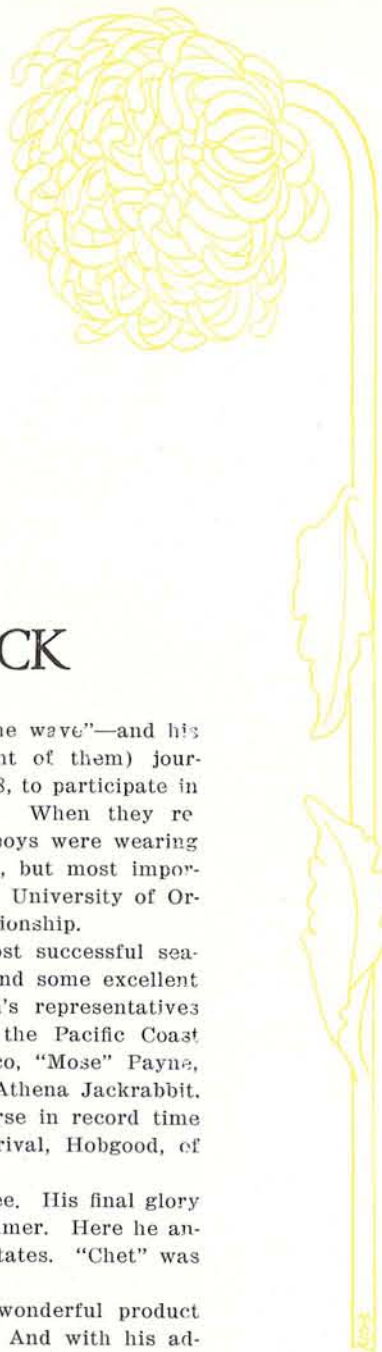 CK
ne wave"—and his
nt of them) jour-
8, to participate in
When they re
boys were wearing
, but most impor-
University of Or-
ionship.
ost successful sea-
nd some excellent
's representatives
the Pacific Coast
co, "Mose" Payne,
Athena Jackrabbit.
rse in record time
rival, Hobgood, of
ee. His final glory
mer. Here he an-
tates. "Chet" was
wonderful product
And with his ad-